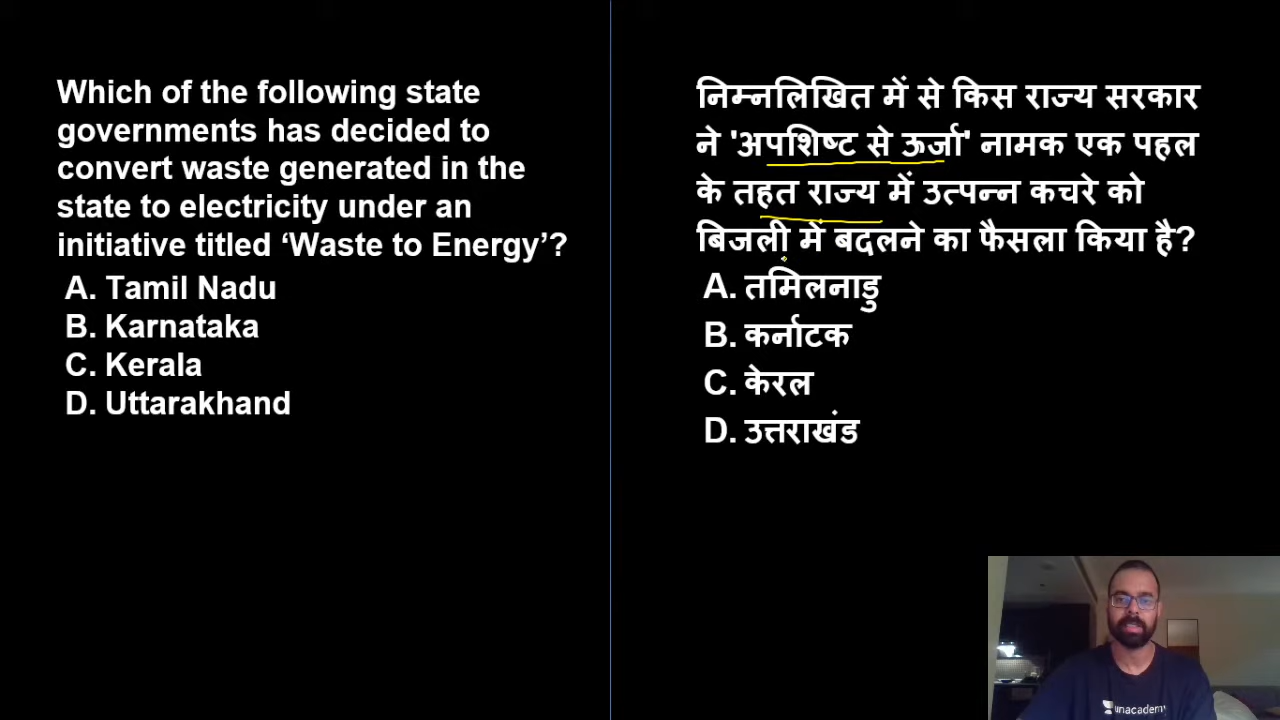 Which of the following state
governments has decided to
convert waste generated in the
state to electricity under an
initiative titled ‘Waste to Energy’?
A. Tamil Nadu
B. Karnataka
C. Kerala
D. Uttarakhand
निम्नलिखित में से किस राज्य सरकार
ने 'अपशिष्ट से ऊर्जा' नामक एक पहल
के तहत राज्य में उत्पन्न कचरे को
बिजली में बदलने का फैसला किया है?
A. तमिलनाडु
B. कर्नाटक
C. केरल
D. उत्तराखंड
unacademy